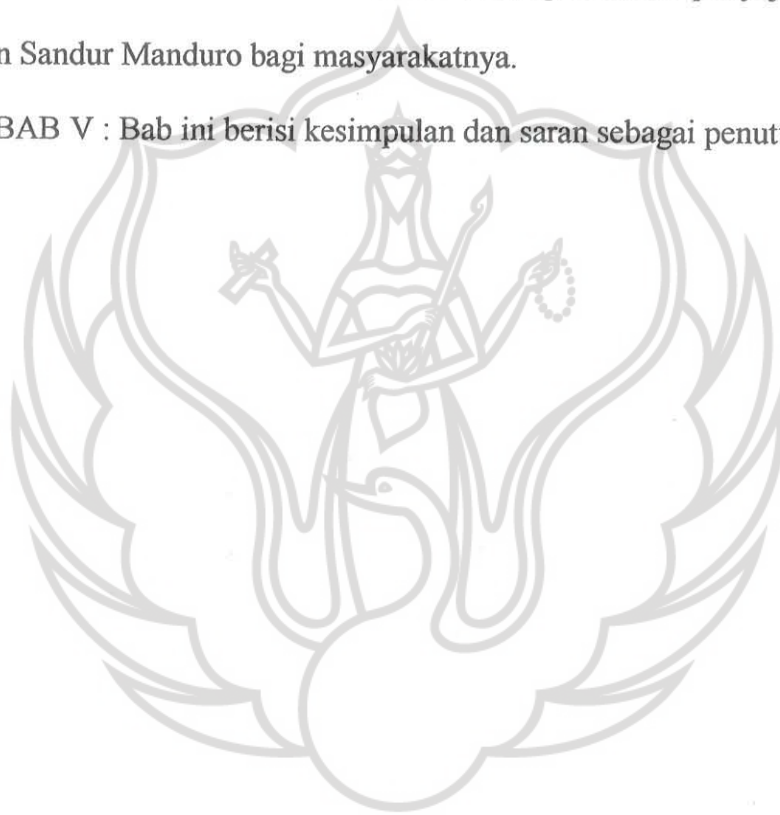 n Sandur Manduro bagi masyarakatnya.
BAB V : Bab ini berisi kesimpulan dan saran sebagai penut